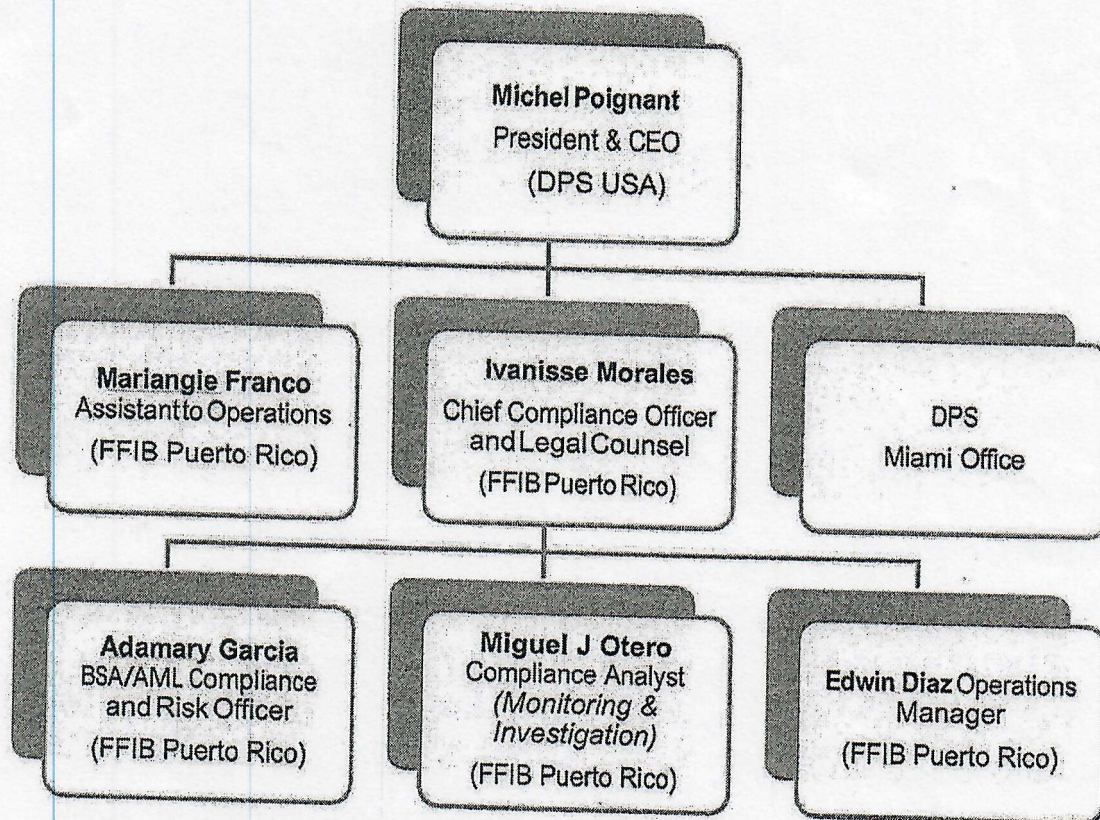 Michel Poignant
President & CEO
(DPS USA)
Mariangie Franco
Assistantto Operations
(FFIB Puerto Rico)
Ivanisse Morales
Chief Compliance Officer
and Legal Counsel
(FFIB Puerto Rico)
DPS
Miami Office
Adamary Garcia
BSA/AML Compliance
and Risk Officer
(FFIB Puerto Rico)
Miguel J Otero
Compliance Analyst
(Monitoring &
Investigation)
(FFIB Puerto Rico)
Edwin Diaz Operations
Manager
(FFIB Puerto Rico)